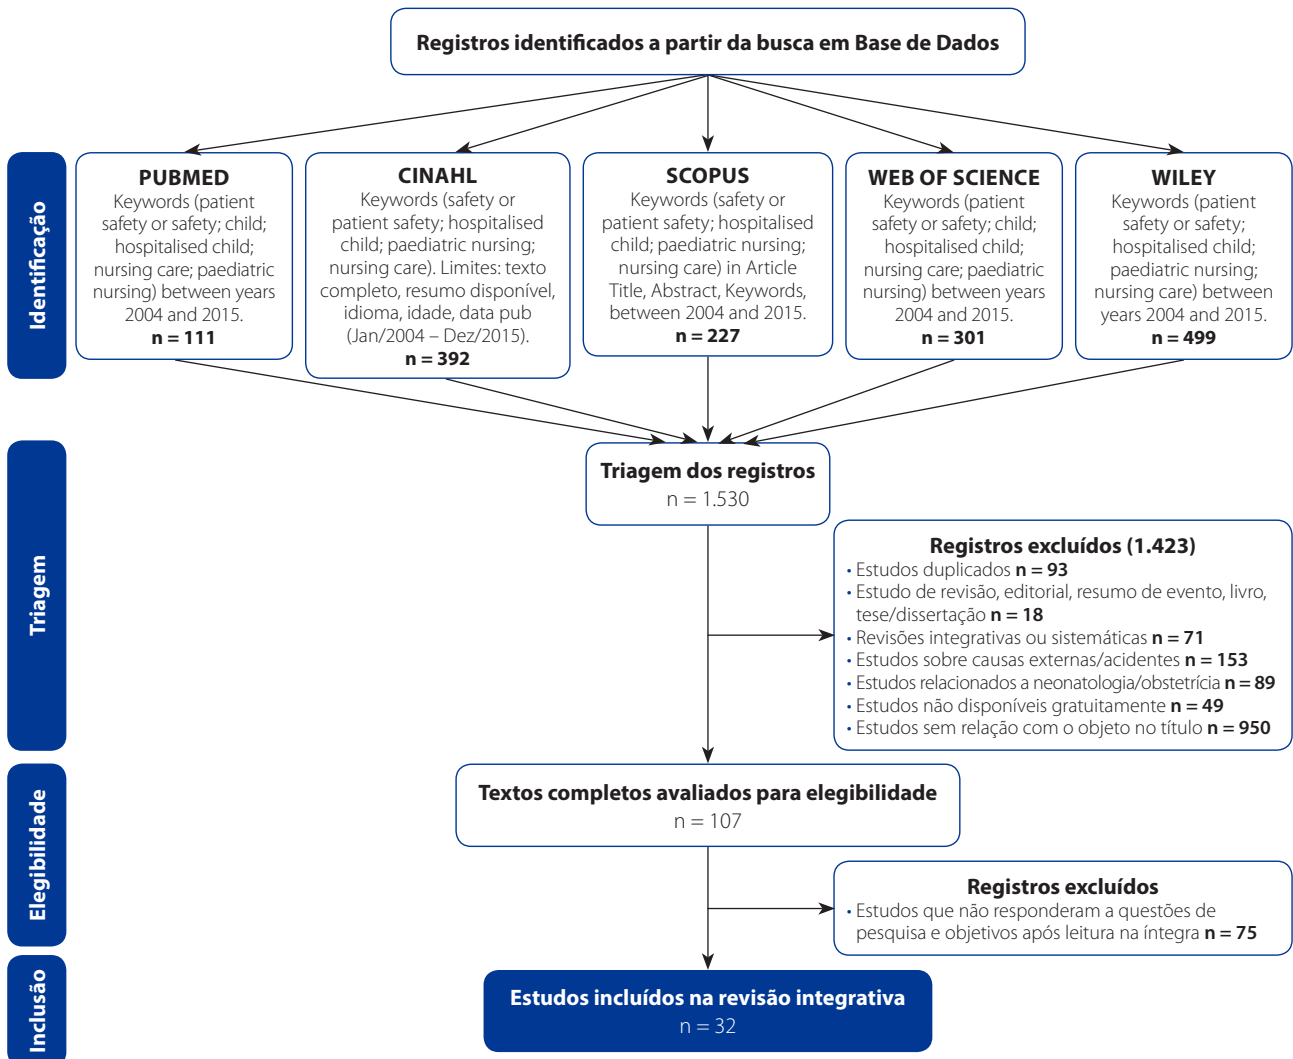 Registros identificados a partir da busca em Base de Dados
Identificação
PUBMED
Keywords (patient
safety or safety; child;
hospitalised child;
nursing care; paediatric
nursing) between years
2004 and 2015.
n = 111
CINAHL
Keywords (safety or
patient safety; hospitalised
child; paediatric nursing;
nursing care). Limites: texto
completo, resumo disponível,
idioma, idade, data pub
(Jan/2004 – Dez/2015).
n = 392
SCOPUS
Keywords (safety or
patient safety; hospitalised
child; paediatric nursing;
nursing care) in Article
Title, Abstract, Keywords,
between 2004 and 2015.
n = 227
WEB OF SCIENCE
Keywords (patient
safety or safety; child;
hospitalised child;
nursing care; paediatric
nursing) between years
2004 and 2015.
n = 301
WILEY
Keywords (patient
safety or safety;
hospitalised child;
paediatric nursing;
nursing care) between
years 2004 and 2015.
n = 499
Triagem
Triagem dos registros
n = 1.530
Registros excluídos (1.423)
• Estudos duplicados n = 93
• Estudo de revisão, editorial, resumo de evento, livro,
tese/dissertação n = 18
• Revisões integrativas ou sistemáticas n = 71
• Estudos sobre causas externas/acidentes n = 153
• Estudos relacionados a neonatologia/obstetrícia n = 89
• Estudos não disponíveis gratuitamente n = 49
• Estudos sem relação com o objeto no título n = 950
Elegibilidade
Textos completos avaliados para elegibilidade
n = 107
Registros excluídos
• Estudos que não responderam a questões de
pesquisa e objetivos após leitura na íntegra n = 75
Inclusão
Estudos incluídos na revisão integrativa
n = 32